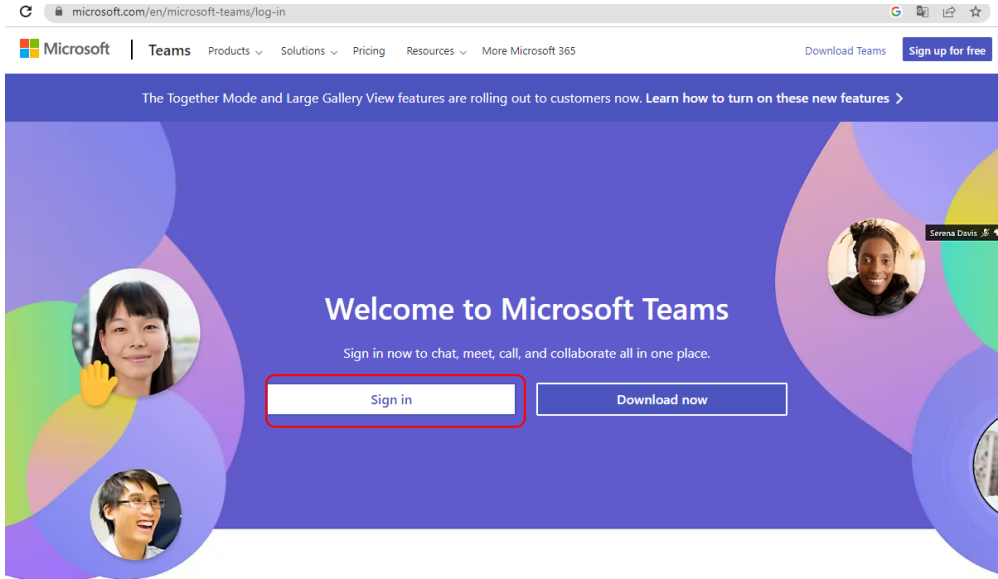 microsoft.com/en/microsoft-teams/log-in
Microsoft Teams Products Solutions Pricing Resources More Microsoft 365 Download Teams Sign up for free
The Together Mode and Large Gallery View features are rolling out to customers now. Learn how to turn on these new features
Serena Davis
Welcome to Microsoft Teams
Sign in now to chat, meet, call, and collaborate all in one place.
Sign in Download now